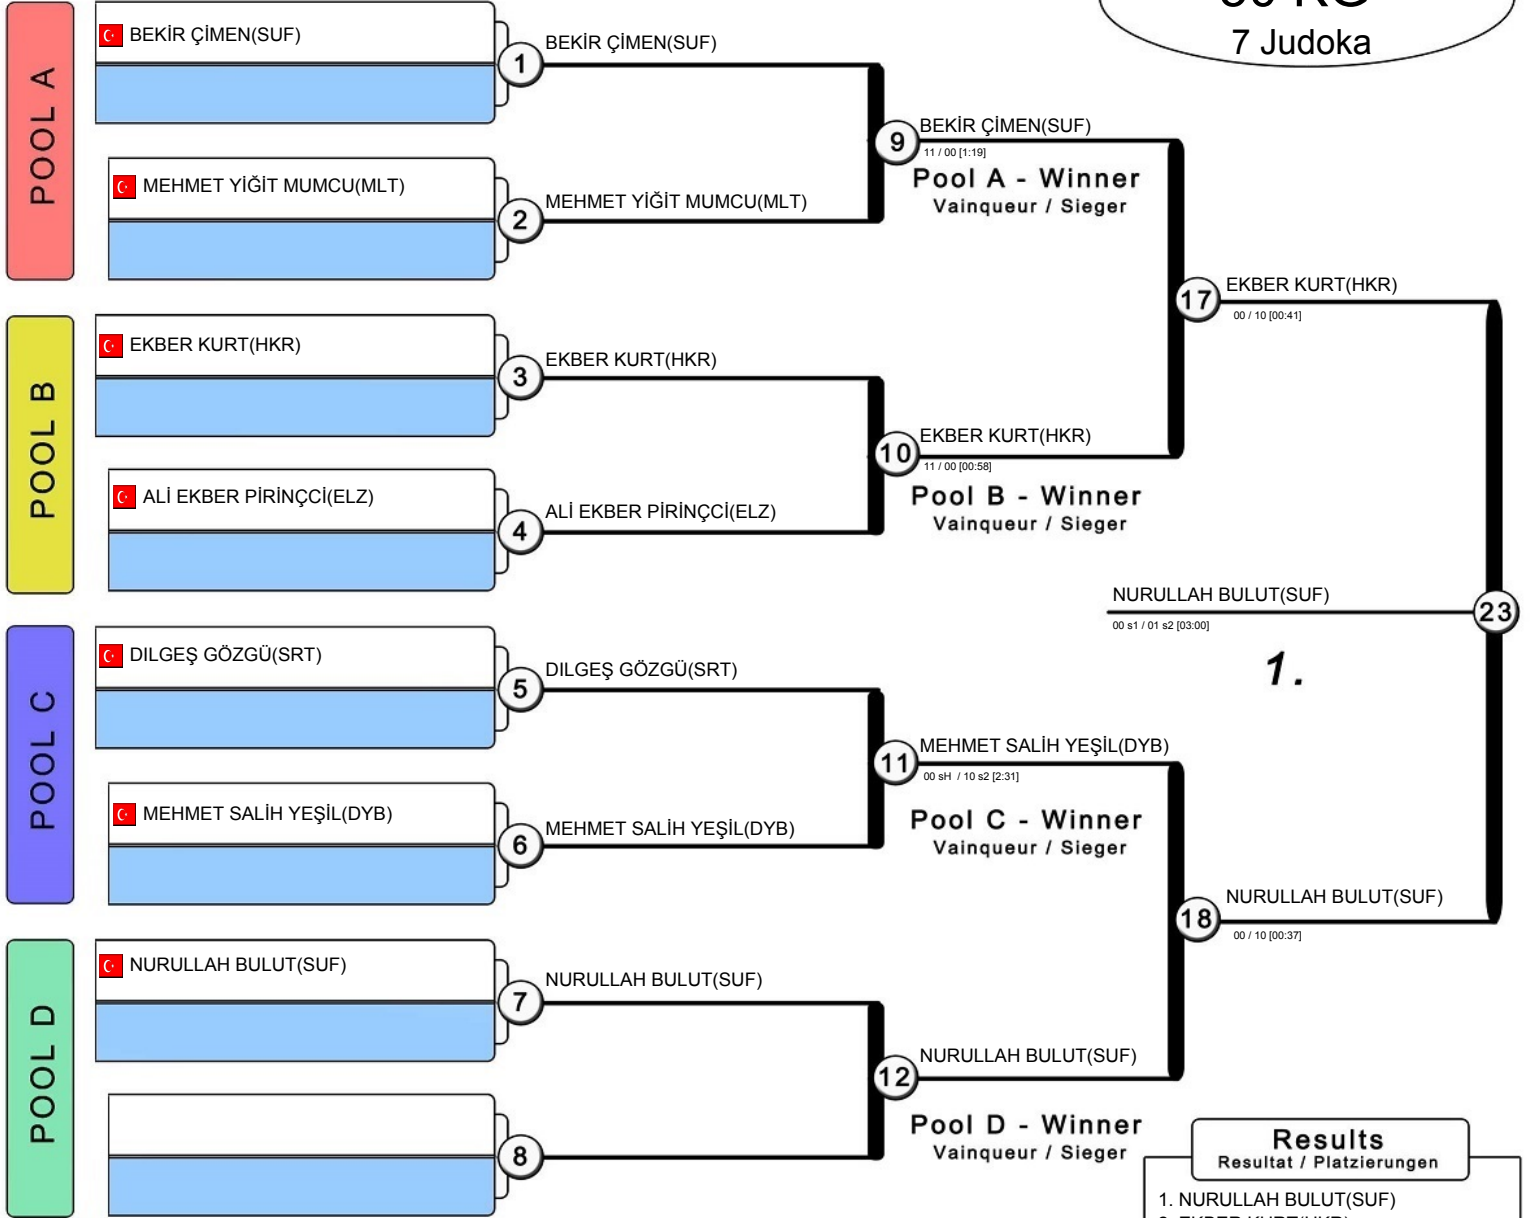 7 Judoka
POOL A
BEKİR ÇİMEN(SUF)
1
BEKİR ÇİMEN(SUF)
MEHMET YİĞİT MUMCU(MLT)
2
MEHMET YİĞİT MUMCU(MLT)
9
BEKİR ÇİMEN(SUF)
11 / 00 [1:19]
Pool A - Winner
Vainqueur / Sieger
POOL B
EKBER KURT(HKR)
3
EKBER KURT(HKR)
ALİ EKBER PİRİNÇCİ(ELZ)
4
ALİ EKBER PİRİNÇCİ(ELZ)
10
EKBER KURT(HKR)
11 / 00 [00:58]
Pool B - Winner
Vainqueur / Sieger
17
EKBER KURT(HKR)
00 / 10 [00:41]
NURULLAH BULUT(SUF)
00 s1 / 01 s2 [03:00]
23
1.
POOL C
DILGEŞ GÖZGÜ(SRT)
5
DILGEŞ GÖZGÜ(SRT)
MEHMET SALİH YEŞİL(DYB)
6
MEHMET SALİH YEŞİL(DYB)
11
MEHMET SALİH YEŞİL(DYB)
00 sH / 10 s2 [2:31]
Pool C - Winner
Vainqueur / Sieger
18
NURULLAH BULUT(SUF)
00 / 10 [00:37]
POOL D
NURULLAH BULUT(SUF)
7
NURULLAH BULUT(SUF)
8
12
NURULLAH BULUT(SUF)
Pool D - Winner
Vainqueur / Sieger
Results
Resultat / Platzierungen
1. NURULLAH BULUT(SUF)